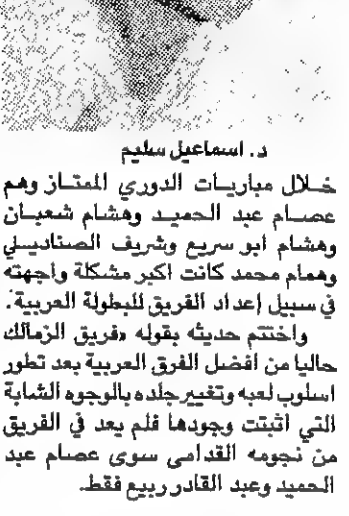 د. اسماعيل سليم
خلال مباريات الدوري الممتاز وهم
عصام عبد الحميد وهشام شعبان
وهشام ابو سريع وشريف الصناديلي
وهمام محمد كانت اكبر مشكلة واجهته
في سبيل إعداد الفريق للبطولة العربية.
واختتم حديثه بقوله «فريق الزمالك
حاليا من افضل الفرق العربية بعد تطور
اسلوب لعبه وتغيير جلده بالوجوه الشابة
التي اثبتت وجودها فلم يعد في الفريق
من نجومه القدامى سوى عصام عبد
الحميد وعبد القادر ربيع فقط.